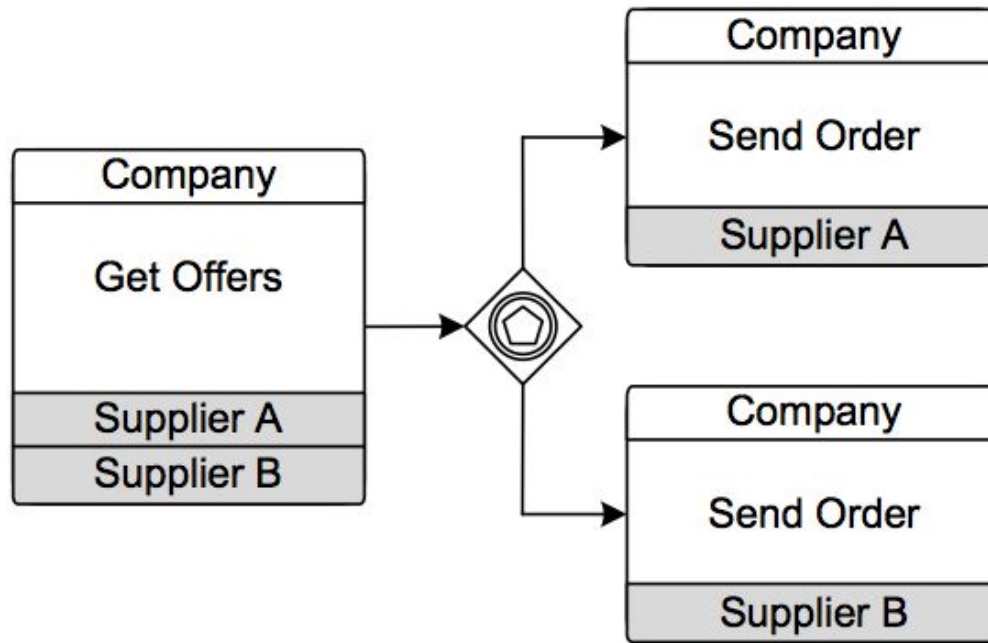 Company
Get Offers
Supplier A
Supplier B
Company
Send Order
Supplier A
Company
Send Order
Supplier B